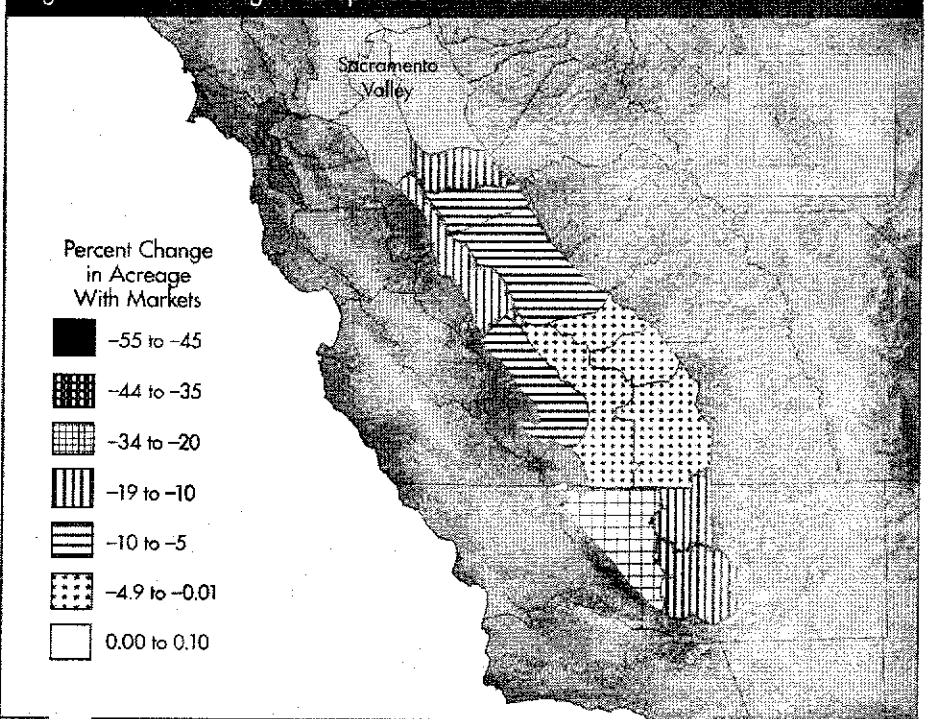 Sacramento
Valley
Percent Change
in Acreage
With Markets
–55 to –45
–44 to –35
–34 to –20
–19 to –10
–10 to –5
–4.9 to –0.01
0.00 to 0.10